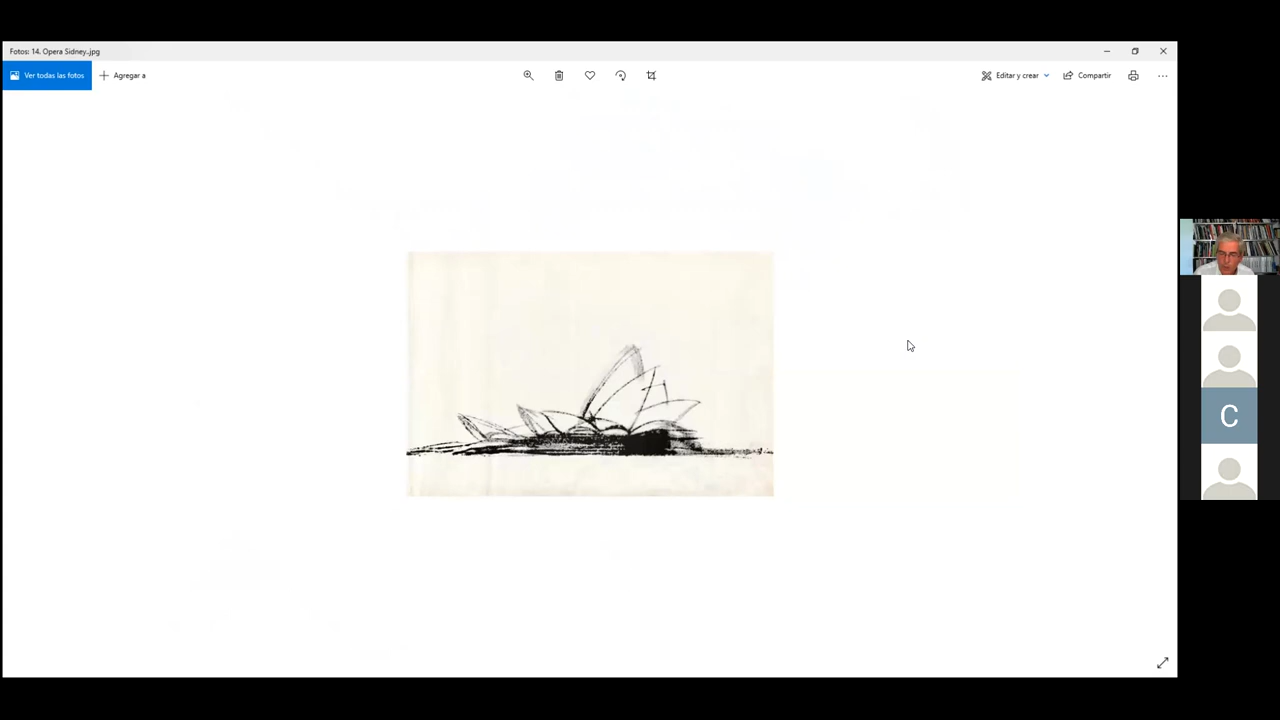 Fotos: 14. Opera Sidney..jpg
Ver todas las fotos
Agregar a
Editar y crear
Compartir
C